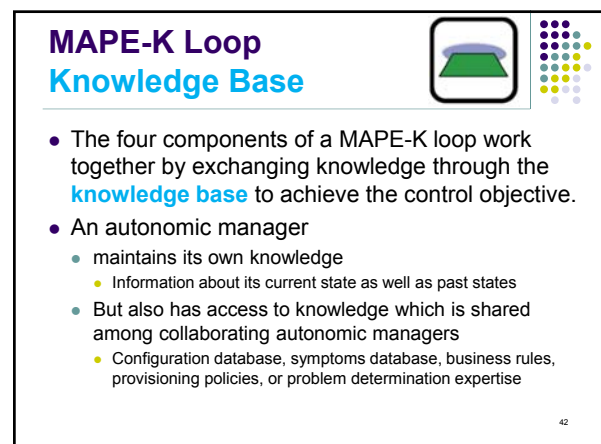 MAPE-K Loop
Knowledge Base
• The four components of a MAPE-K loop work
together by exchanging knowledge through the
knowledge base to achieve the control objective.
• An autonomic manager
• maintains its own knowledge
• Information about its current state as well as past states
• But also has access to knowledge which is shared
among collaborating autonomic managers
• Configuration database, symptoms database, business rules,
provisioning policies, or problem determination expertise
42